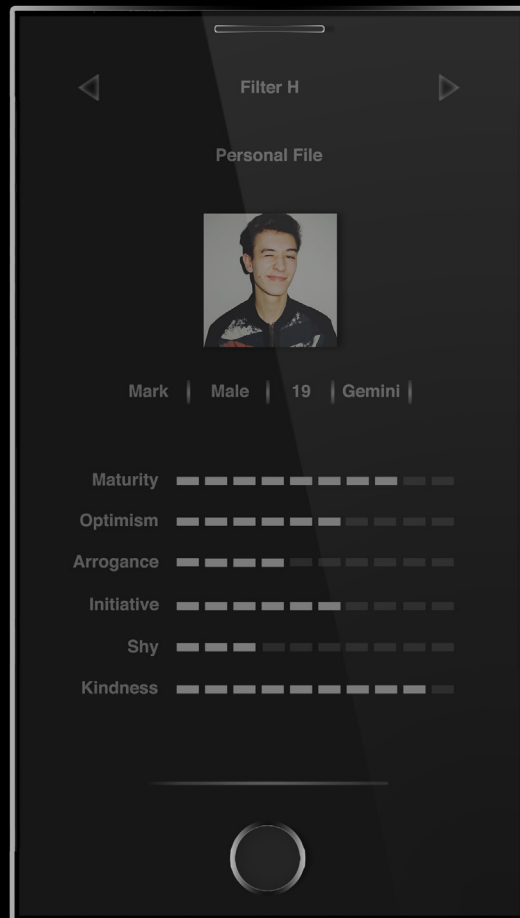 Filter H
Personal File
Mark | Male | 19 | Gemini |
Maturity
Optimism
Arrogance
Initiative
Shy
Kindness